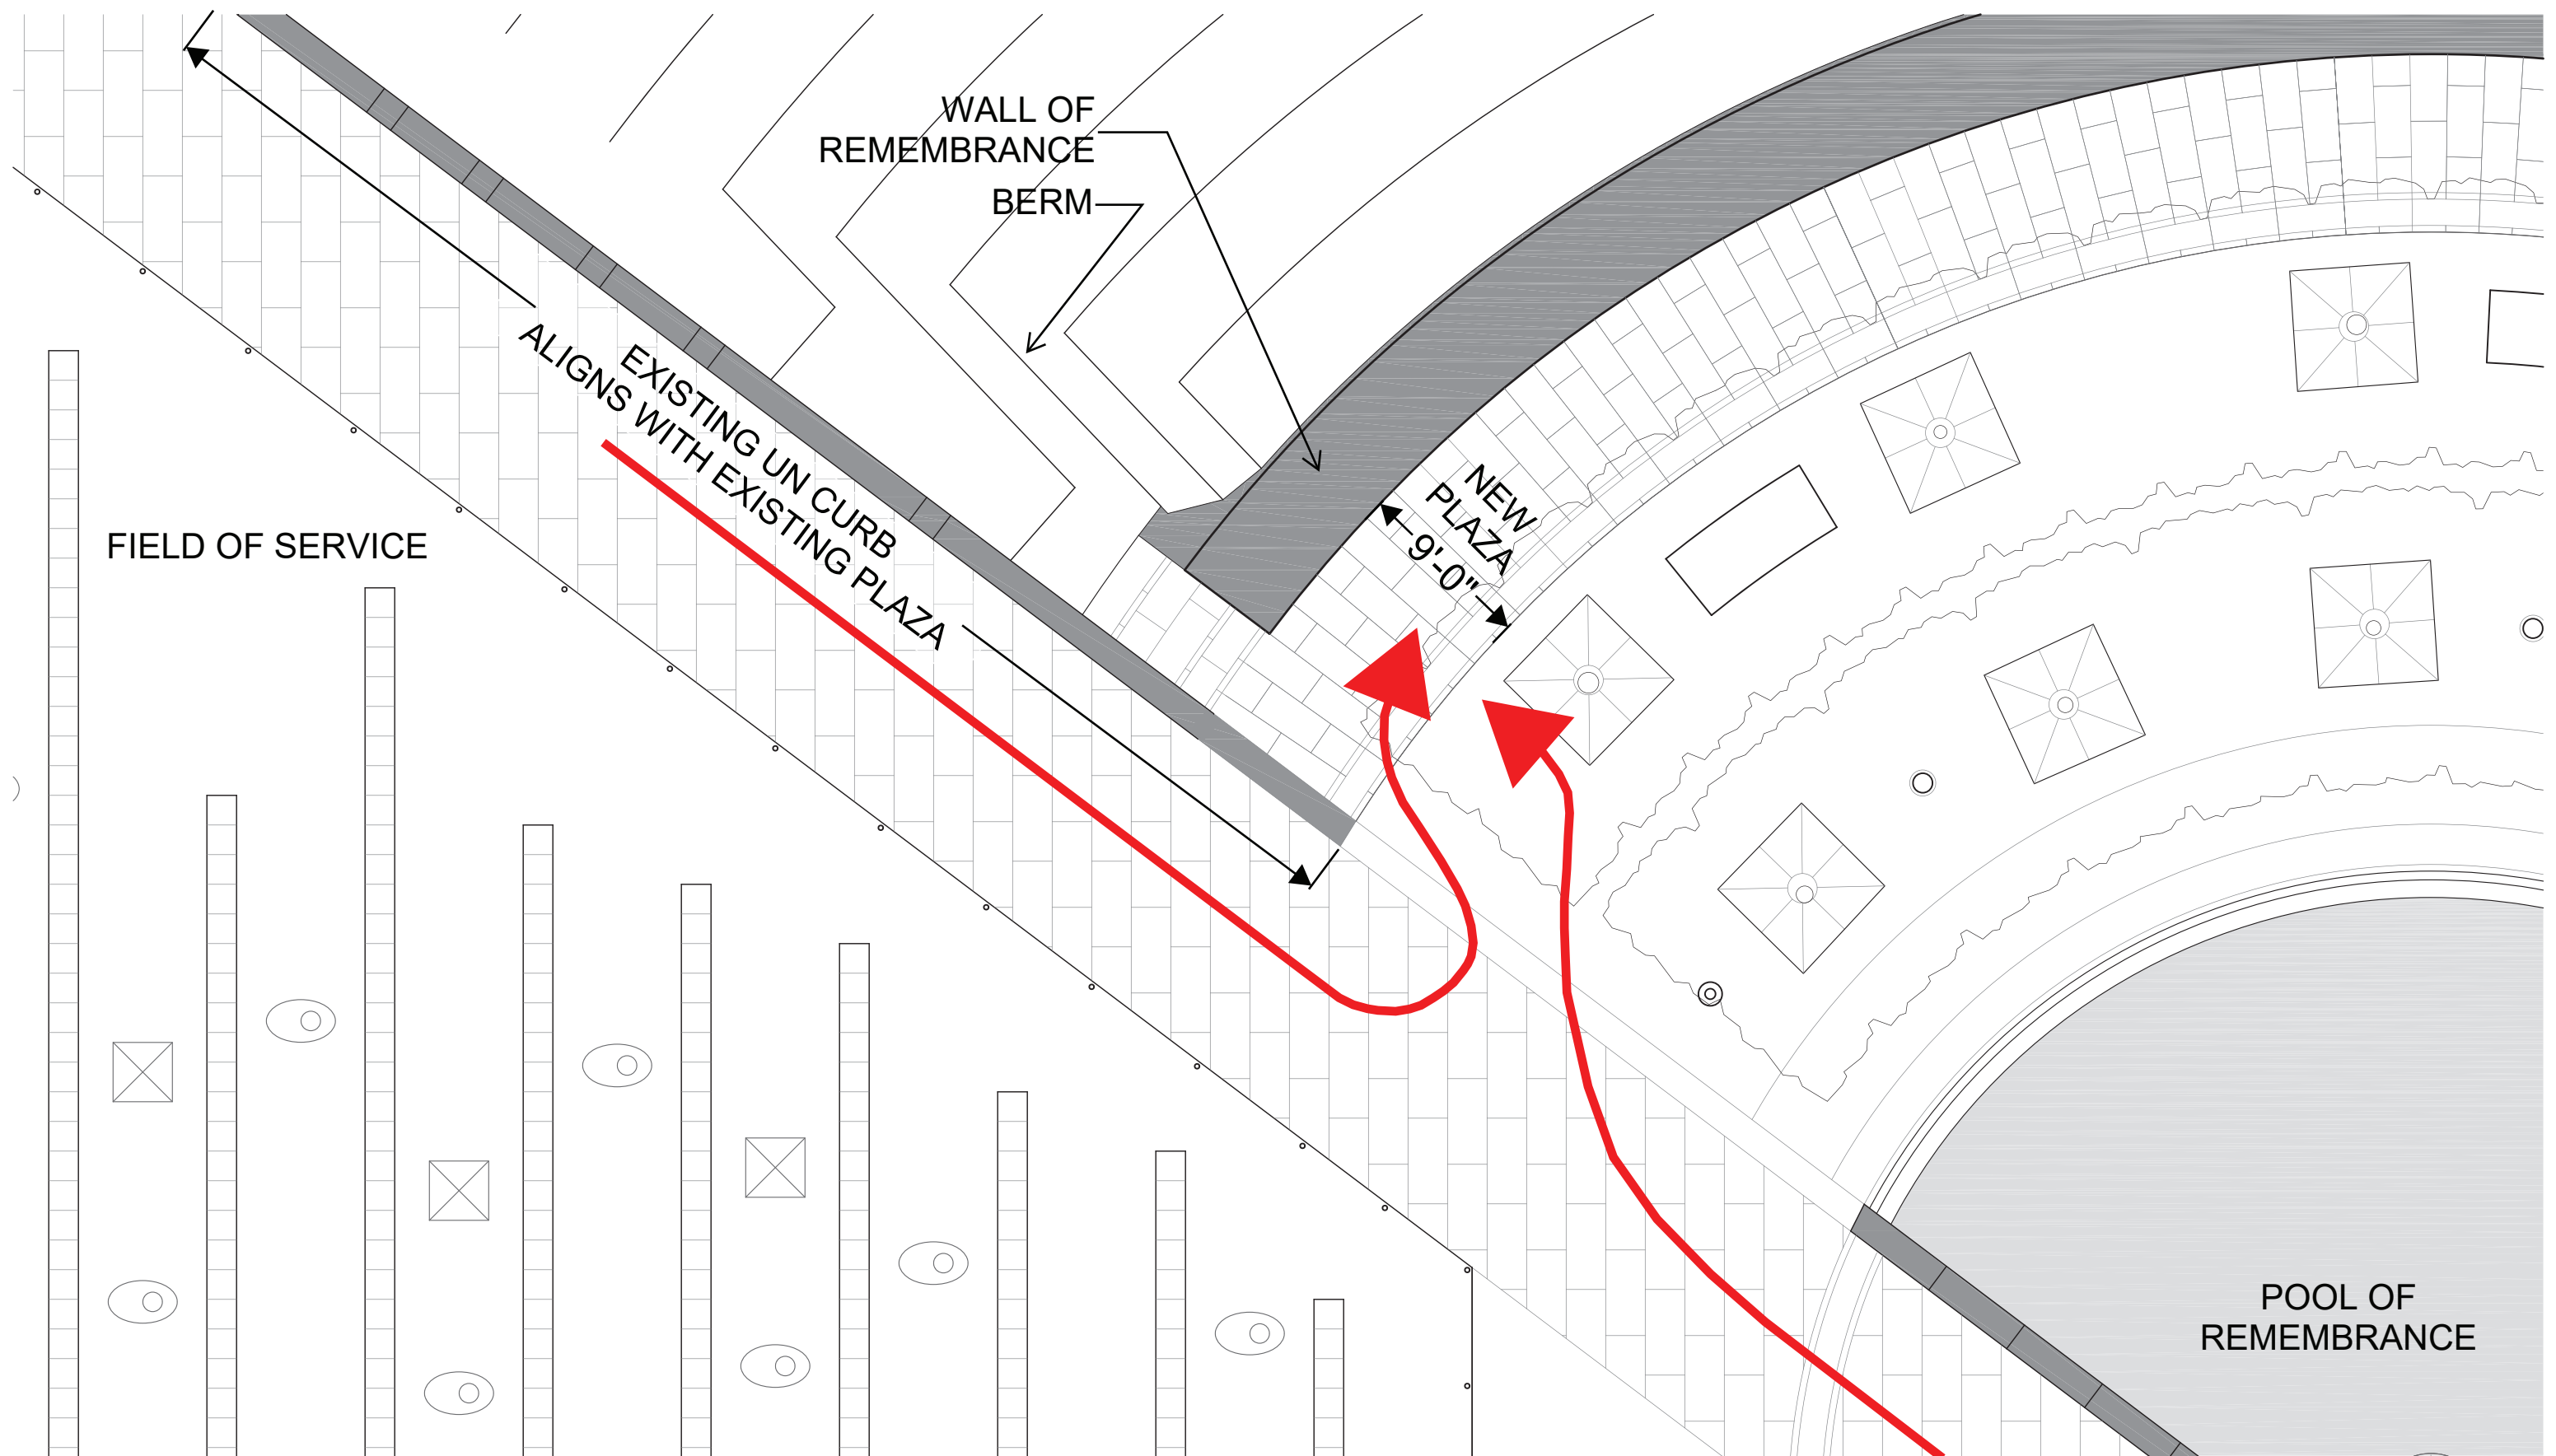 WALL OF
REMEMBRANCE
BERM
EXISTING UN CURB
ALIGNS WITH EXISTING PLAZA
FIELD OF SERVICE
NEW
PLAZA
9'-0"
POOL OF
REMEMBRANCE